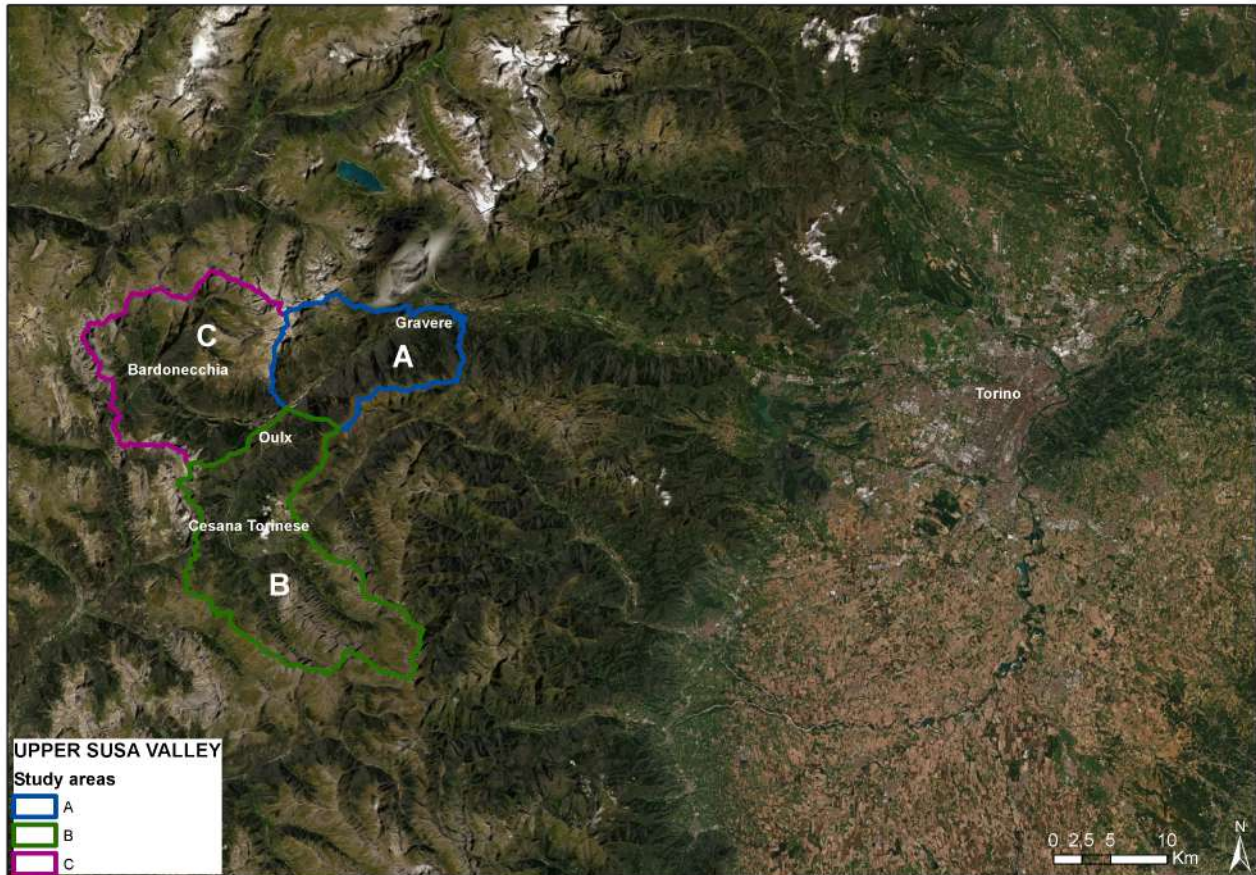 Gravere
C
A
Bardonecchia
Torino
Oulx
Cesana Torinese
B
UPPER SUSA VALLEY
Study areas
A
B
C
0 2,5 5 10
Km
N